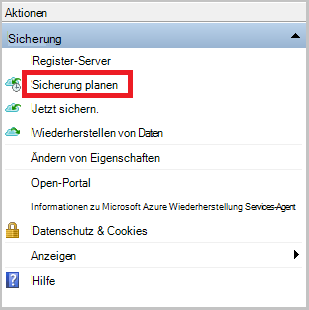 Aktionen
Sicherung
Register-Server
Sicherung planen
Jetzt sichern.
Wiederherstellen von Daten
Ändern von Eigenschaften
Open-Portal
Informationen zu Microsoft Azure Wiederherstellung Services-Agent
Datenschutz & Cookies
Anzeigen
Hilfe